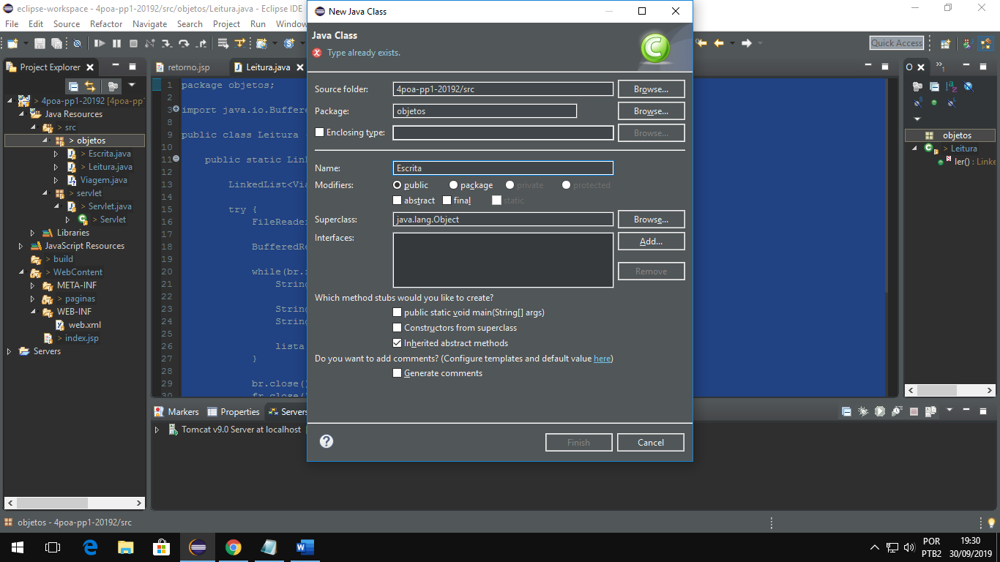 eclipse-workspace - 4poa-pp1-20192/src/objetos/Leitura.java - Eclipse IDE
File Edit Source Refactor Navigate Search Project Run Window
Quick Access
Project Explorer
> 4poa-pp1-20192 [4poa-pp1
Java Resources
> src
> objetos
> Escrita.java
> Leitura.java
Viagem.java
> servlet
> Servlet.java
> Servlet
Libraries
JavaScript Resources
> build
> WebContent
META-INF
> paginas
WEB-INF
web.xml
> index.jsp
Servers
retorno.jsp
Leitura.java
1 package objetos;
2
3 import java.io.Buffere
8
9 public class Leitura
10
11 public static Link
12
13 LinkedList<Via
14
15 try {
16 FileReader
17
18 BufferedRe
19
20 while(br.r
21 String
22
23 String
24 String
25
26 lista
27 }
28
29 br.close()
30 fr.close(
New Java Class
Java Class
Type already exists.
Source folder: 4poa-pp1-20192/src Browse...
Package: objetos Browse...
Enclosing type: Browse...
Name: Escrita
Modifiers: public package private protected
abstract final static
Superclass: java.lang.Object Browse...
Interfaces: Add...
Remove
Which method stubs would you like to create?
public static void main(String[] args)
Constructors from superclass
Inherited abstract methods
Do you want to add comments? (Configure templates and default value here)
Generate comments
Finish Cancel
O
objetos
> Leitura
ler() : Linke
Markers Properties Servers
Tomcat v9.0 Server at localhost
objetos - 4poa-pp1-20192/src
POR
PTB2
19:30
30/09/2019